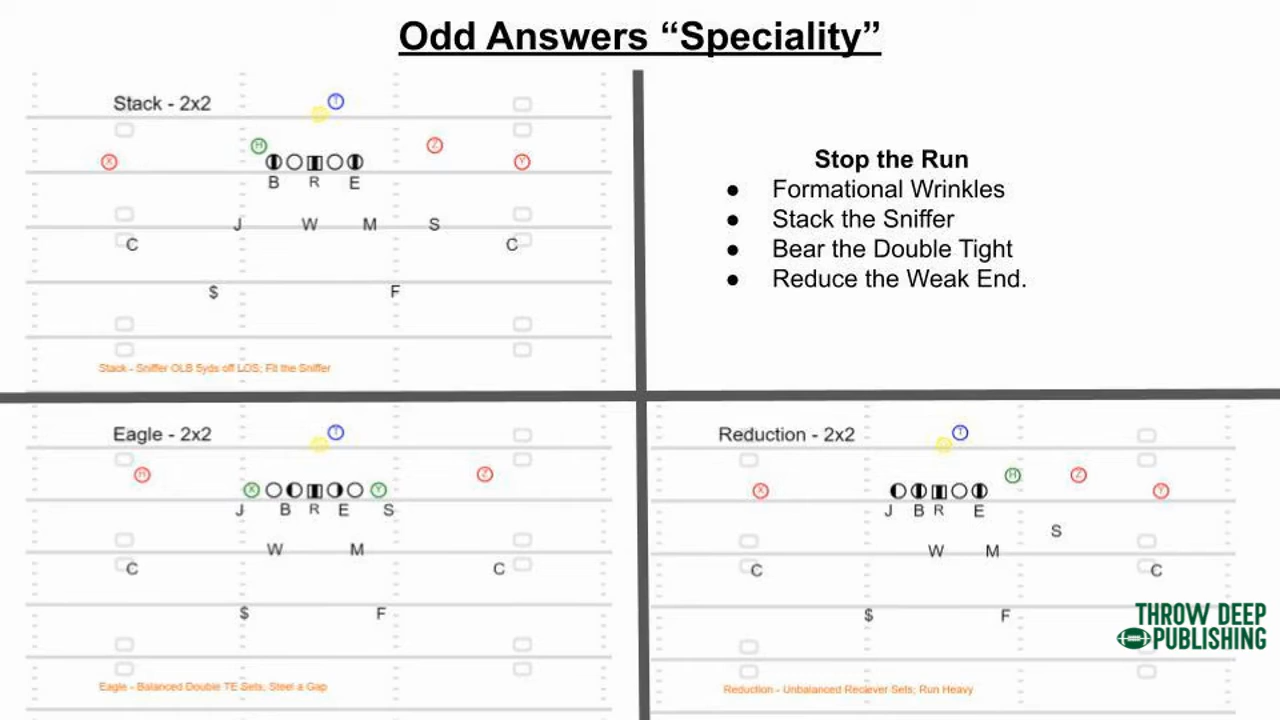 Odd Answers “Speciality”
Stack - 2x2
T
H
Z
X
Y
B R E
J W M S
C C
$ F
Stack - Sniffer OLB 5yds off LOS; Fit the Sniffer
Stop the Run
● Formational Wrinkles
● Stack the Sniffer
● Bear the Double Tight
● Reduce the Weak End.
Eagle - 2x2
T
H Z
X Y
J B R E S
W M
C C
$ F
Eagle - Balanced Double TE Sets, Steel a Gap
Reduction - 2x2
T
H Z
X Y
J B R E
S
W M
C C
$ F
Reduction - Unbalanced Reciever Sets; Run Heavy
THROW DEEP
PUBLISHING